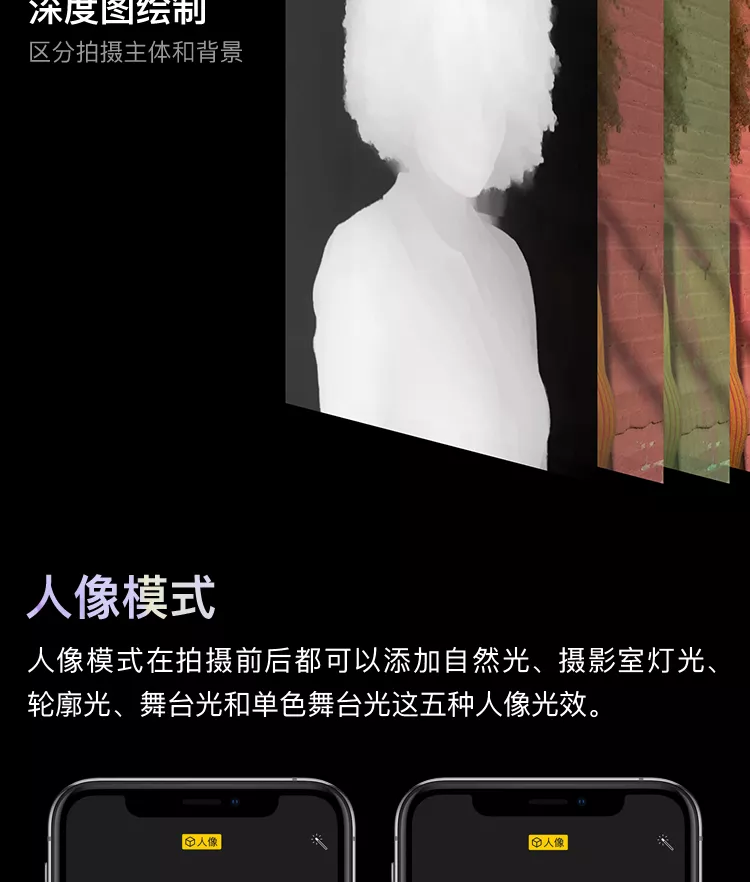 深度图绘制
区分拍摄主体和背景
人像模式
人像模式在拍摄前后都可以添加自然光、摄影室灯光、
轮廓光、舞台光和单色舞台光这五种人像光效。
人像
人像